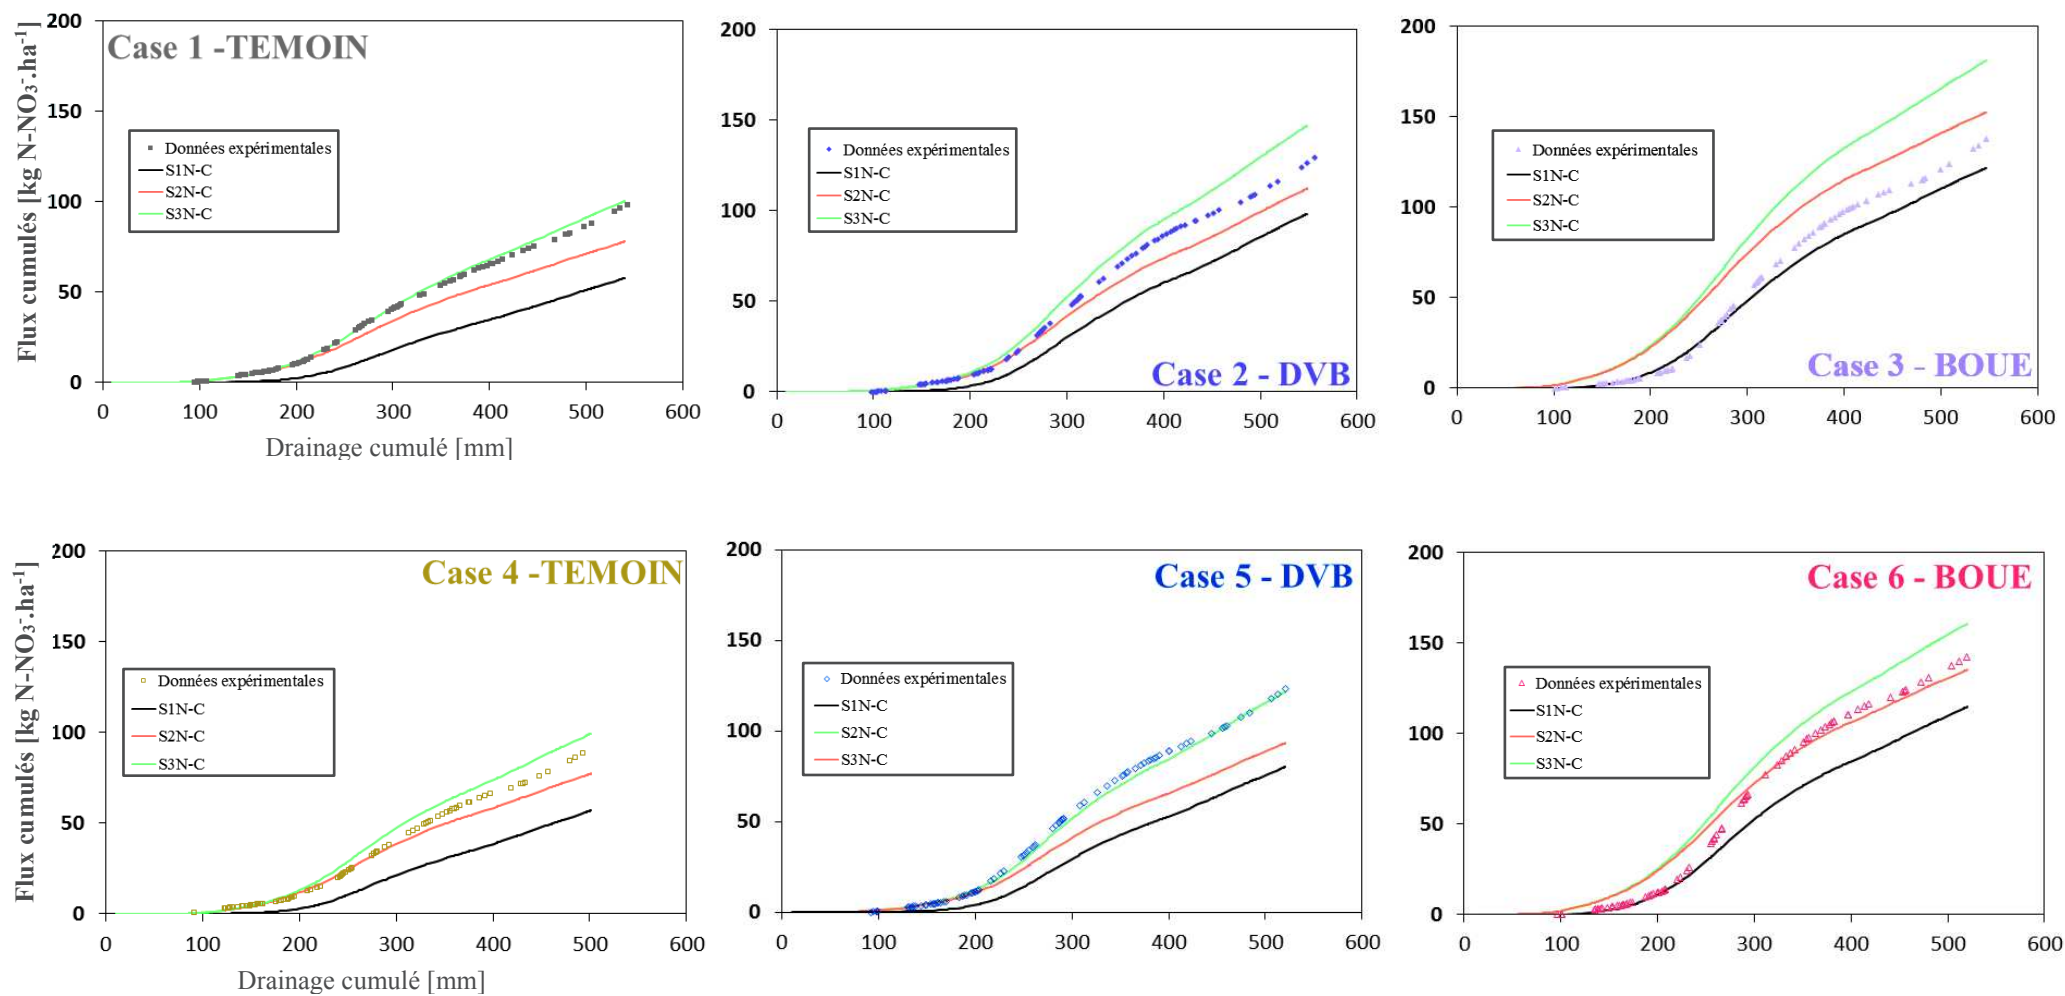 Flux cumulés [kg N-NO₃⁻.ha⁻¹]
Case 1 -TEMOIN
200
150
100
50
0
Données expérimentales
S1N-C
S2N-C
S3N-C
0 100 200 300 400 500 600
Drainage cumulé [mm]
200
150
100
50
0
Données expérimentales
S1N-C
S2N-C
S3N-C
Case 2 - DVB
0 100 200 300 400 500 600
200
150
100
50
0
Données expérimentales
S1N-C
S2N-C
S3N-C
Case 3 - BOUE
0 100 200 300 400 500 600
Flux cumulés [kg N-NO₃⁻.ha⁻¹]
200
150
100
50
0
Case 4 -TEMOIN
Données expérimentales
S1N-C
S2N-C
S3N-C
0 100 200 300 400 500 600
Drainage cumulé [mm]
200
150
100
50
0
Case 5 - DVB
Données expérimentales
S1N-C
S2N-C
S3N-C
0 100 200 300 400 500 600
200
150
100
50
0
Case 6 - BOUE
Données expérimentales
S1N-C
S2N-C
S3N-C
0 100 200 300 400 500 600